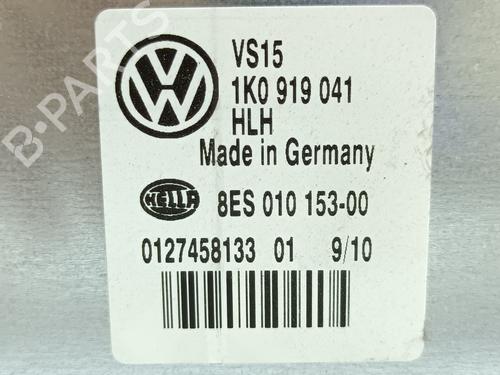 VS15
1K0 919 041
HLH
Made in Germany
HELLA
8ES 010 153-00
0127458133 01 9/10
B-PARTS